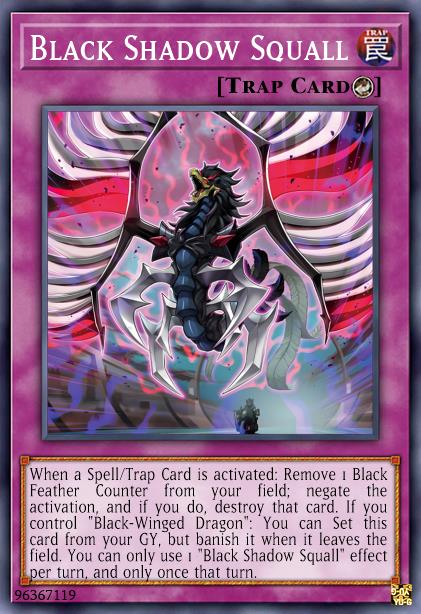 Black Shadow Squall
TRAP
罠
[Trap Card]
When a Spell/Trap Card is activated: Remove 1 Black
Feather Counter from your field; negate the
activation, and if you do, destroy that card. If you
control "Black-Winged Dragon": You can Set this
card from your GY, but banish it when it leaves the
field. You can only use 1 "Black Shadow Squall" effect
per turn, and only once that turn.
96367119